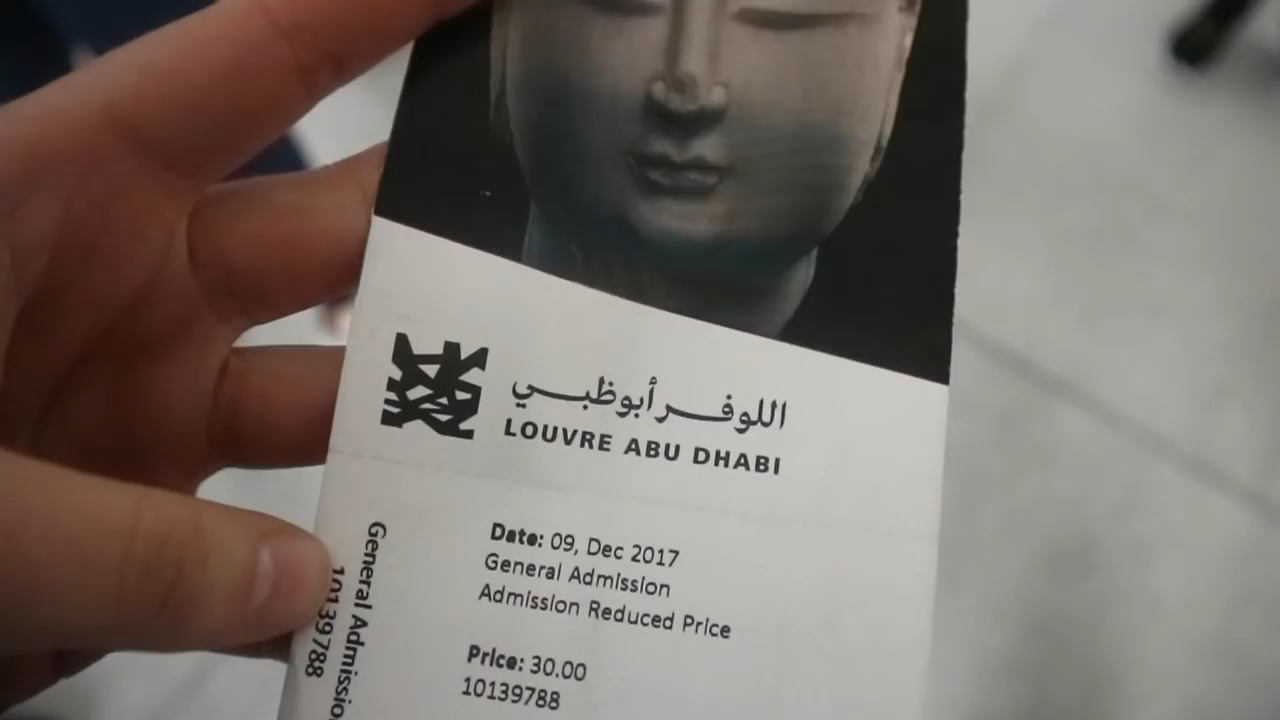 اللوفر أبوظبي
LOUVRE ABU DHABI
Date: 09, Dec 2017
General Admission
Admission Reduced Price
Price: 30.00
10139788
General Admissio
10139788